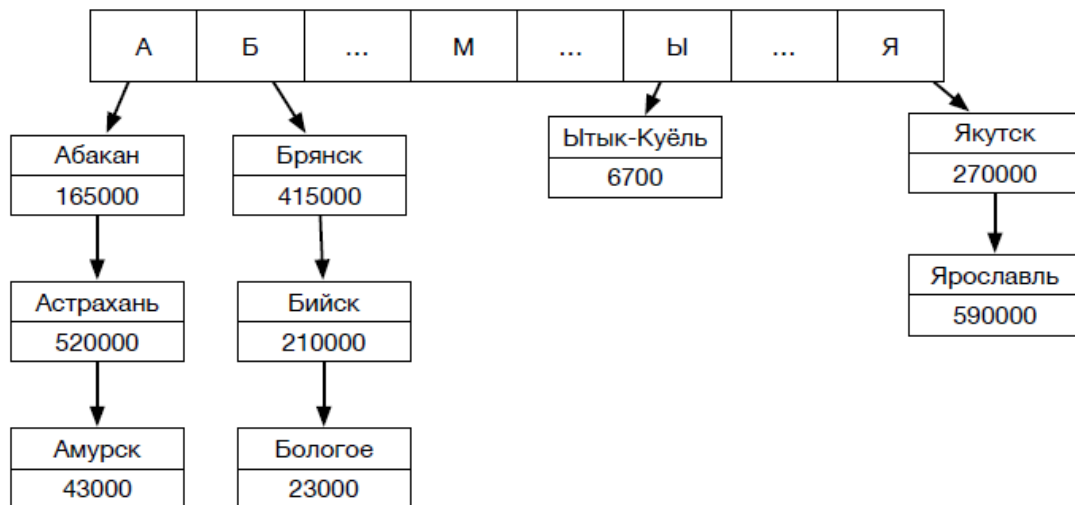 А Б ... М ... Ы ... Я
Абакан
165000
Астрахань
520000
Амурск
43000
Брянск
415000
Бийск
210000
Бологое
23000
Ытык-Куёль
6700
Якутск
270000
Ярославль
590000